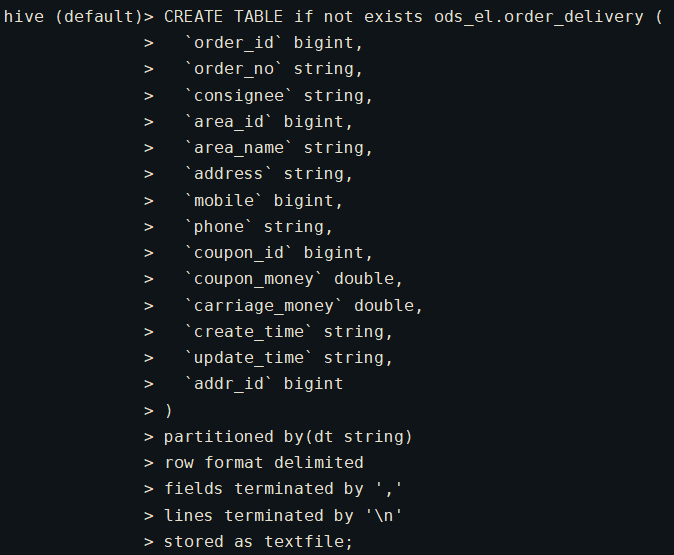 hive (default)> CREATE TABLE if not exists ods_el.order_delivery (
              >   `order_id` bigint,
              >   `order_no` string,
              >   `consignee` string,
              >   `area_id` bigint,
              >   `area_name` string,
              >   `address` string,
              >   `mobile` bigint,
              >   `phone` string,
              >   `coupon_id` bigint,
              >   `coupon_money` double,
              >   `carriage_money` double,
              >   `create_time` string,
              >   `update_time` string,
              >   `addr_id` bigint
              > )
              > partitioned by(dt string)
              > row format delimited
              > fields terminated by ','
              > lines terminated by '\n'
              > stored as textfile;